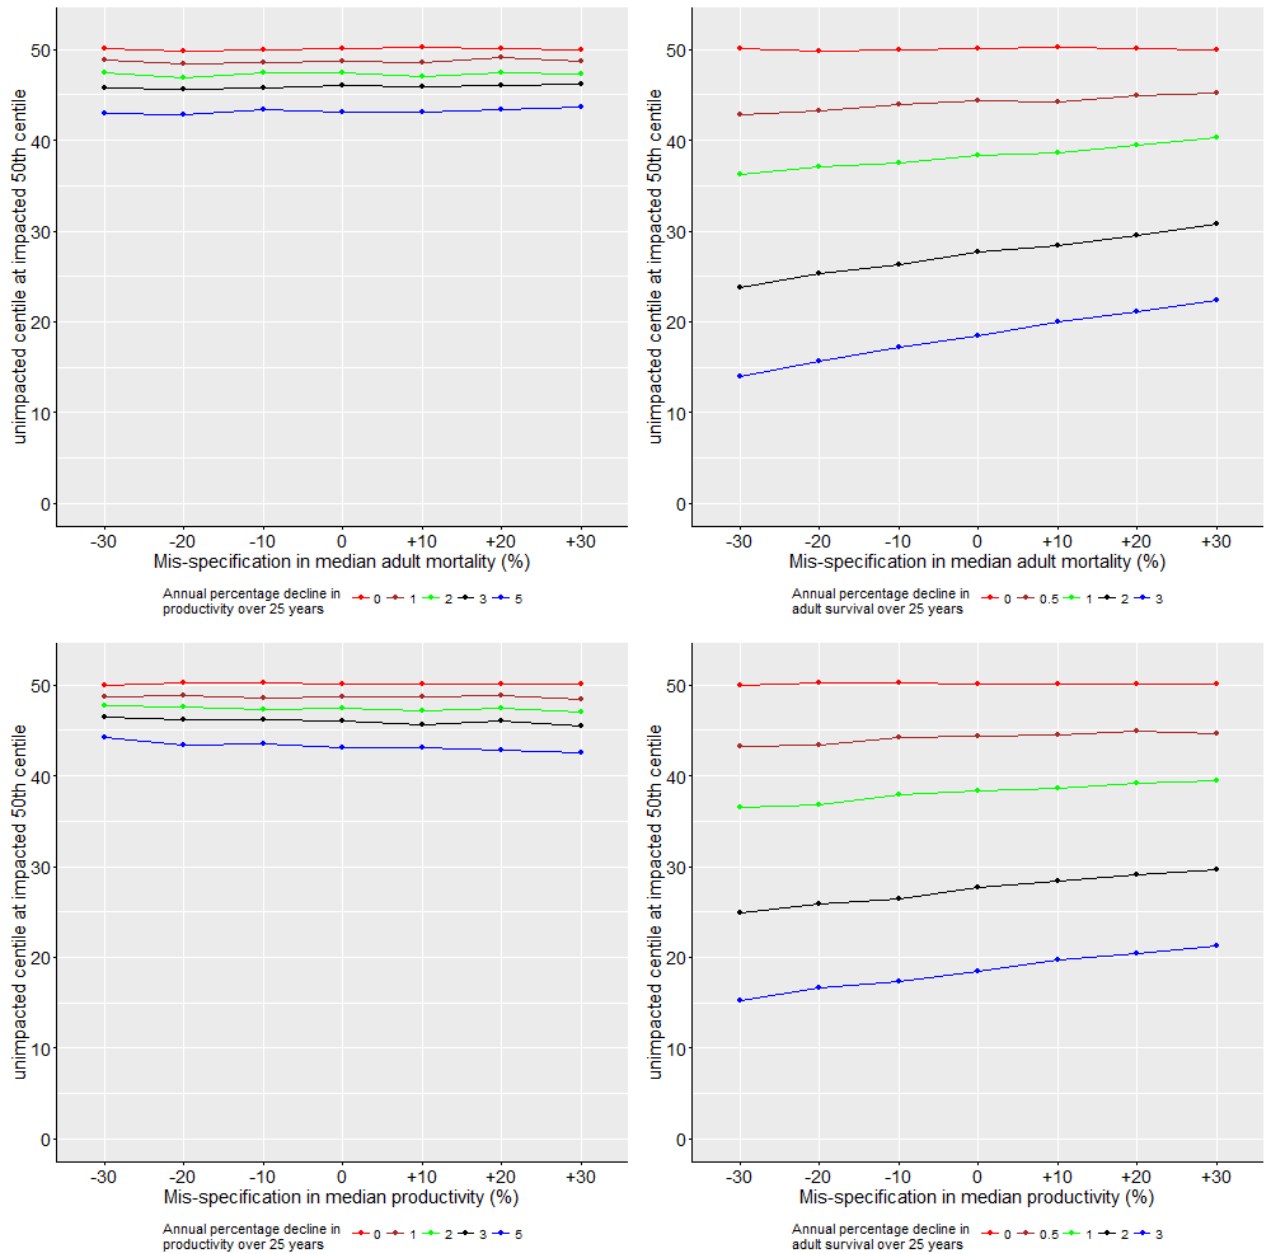 unimpacted centile at impacted 50th centile
50
40
30
20
10
0
-30 -20 -10 0 +10 +20 +30
Mis-specification in median adult mortality (%)
Annual percentage decline in
productivity over 25 years
0 1 2 3 5
unimpacted centile at impacted 50th centile
50
40
30
20
10
0
-30 -20 -10 0 +10 +20 +30
Mis-specification in median adult mortality (%)
Annual percentage decline in
adult survival over 25 years
0 0.5 1 2 3
unimpacted centile at impacted 50th centile
50
40
30
20
10
0
-30 -20 -10 0 +10 +20 +30
Mis-specification in median productivity (%)
Annual percentage decline in
productivity over 25 years
0 1 2 3 5
unimpacted centile at impacted 50th centile
50
40
30
20
10
0
-30 -20 -10 0 +10 +20 +30
Mis-specification in median productivity (%)
Annual percentage decline in
adult survival over 25 years
0 0.5 1 2 3